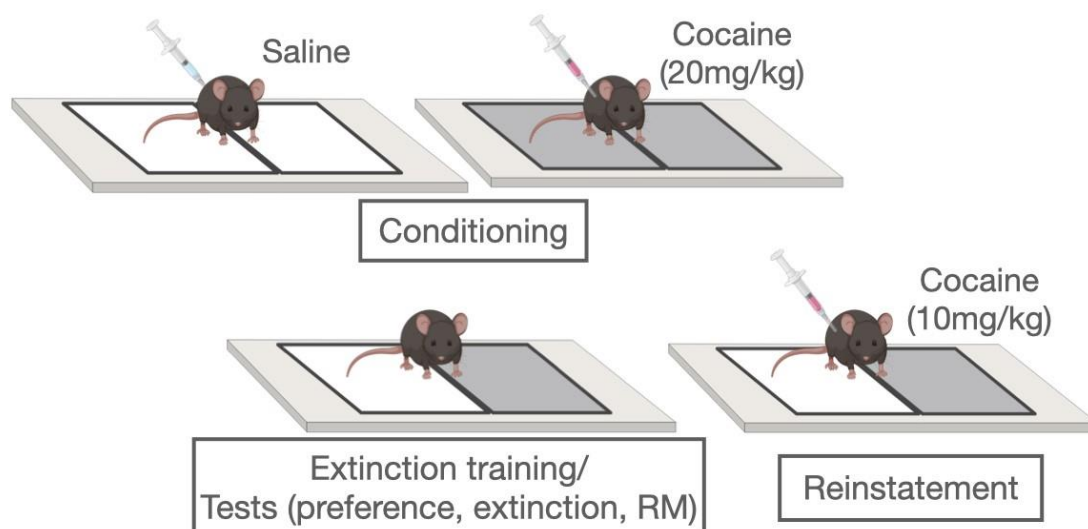 Saline
Cocaine
(20mg/kg)
Conditioning
Cocaine
(10mg/kg)
Extinction training/
Tests (preference, extinction, RM)
Reinstatement